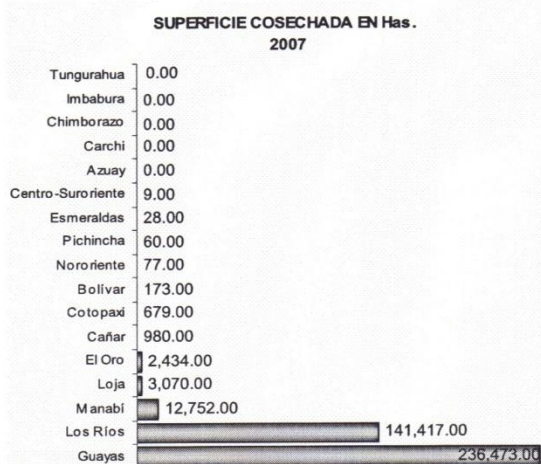 SUPERFICIE COSECHADA EN Has.
2007
Tungurahua 0.00
Imbabura 0.00
Chimborazo 0.00
Carchi 0.00
Azuay 0.00
Centro-Suroriente 9.00
Esmeraldas 28.00
Pichincha 60.00
Nororiente 77.00
Bolívar 173.00
Cotopaxi 679.00
Cañar 980.00
El Oro 2,434.00
Loja 3,070.00
Manabí 12,752.00
Los Ríos 141,417.00
Guayas 236,473.00